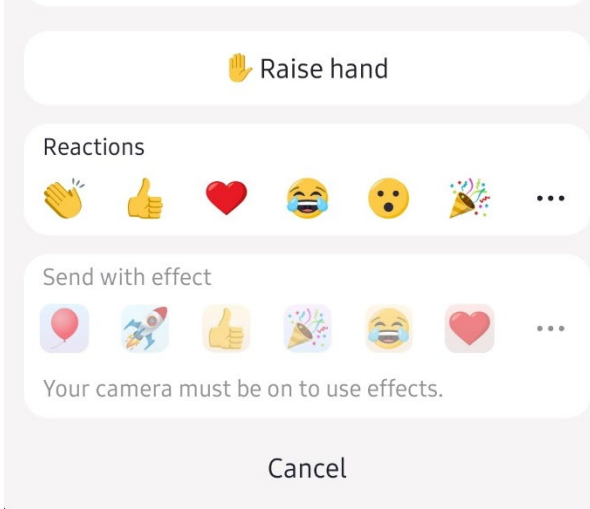 Raise hand
Reactions
Send with effect
Your camera must be on to use effects.
Cancel